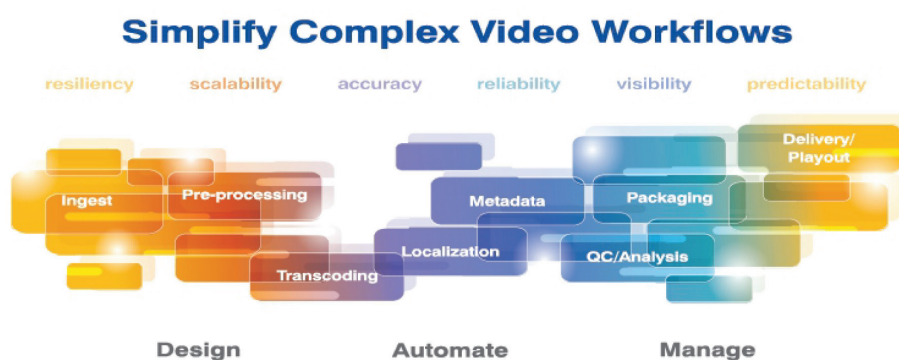 Simplify Complex Video Workflows
resiliency scalability accuracy reliability visibility predictability
Delivery/
Playout
Ingest
Pre-processing
Metadata
Packaging
Localization
QC/Analysis
Transcoding
Design Automate Manage